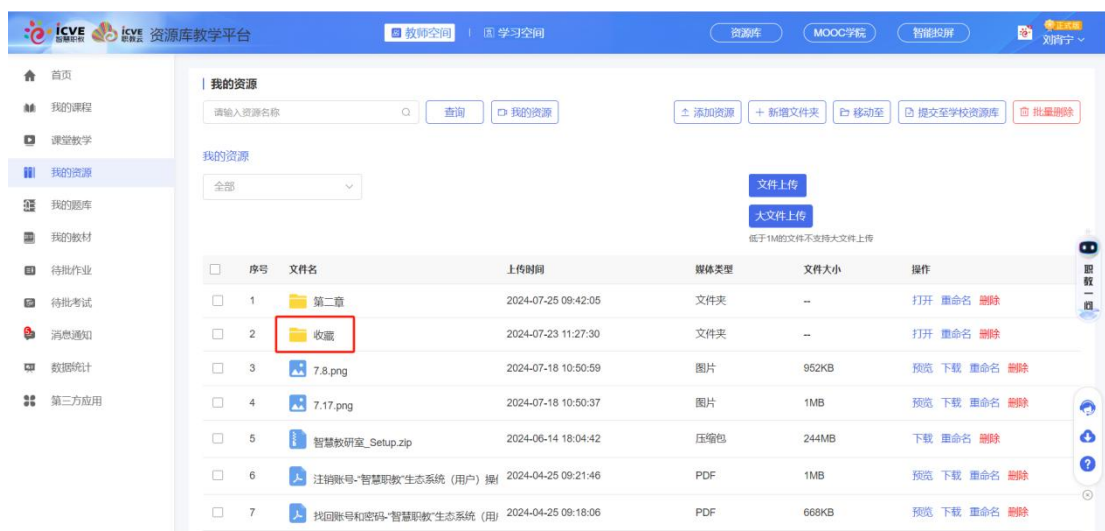 icve 智慧职教 icve 职教云 资源库教学平台 教师空间 学习空间 资源库 MOOC学院 智能投屏 正式版 刘宵宁
首页
我的课程
课堂教学
我的资源
我的题库
我的教材
待批作业
待批考试
消息通知
数据统计
第三方应用
我的资源
请输入资源名称 查询 我的资源 添加资源 新增文件夹 移动至 提交至学校资源库 批量删除
我的资源
全部 文件上传
大文件上传
低于1M的文件不支持大文件上传
序号 文件名 上传时间 媒体类型 文件大小 操作
1 第二章 2024-07-25 09:42:05 文件夹 -- 打开 重命名 删除
2 收藏 2024-07-23 11:27:30 文件夹 -- 打开 重命名 删除
3 7.8.png 2024-07-18 10:50:59 图片 952KB 预览 下载 重命名 删除
4 7.17.png 2024-07-18 10:50:37 图片 1MB 预览 下载 重命名 删除
5 智慧教研室_Setup.zip 2024-06-14 18:04:42 压缩包 244MB 下载 重命名 删除
6 注销账号-“智慧职教”生态系统（用户）操 2024-04-25 09:21:46 PDF 1MB 预览 下载 重命名 删除
7 找回账号和密码-“智慧职教”生态系统（用 2024-04-25 09:18:06 PDF 668KB 预览 下载 重命名 删除
职教一问